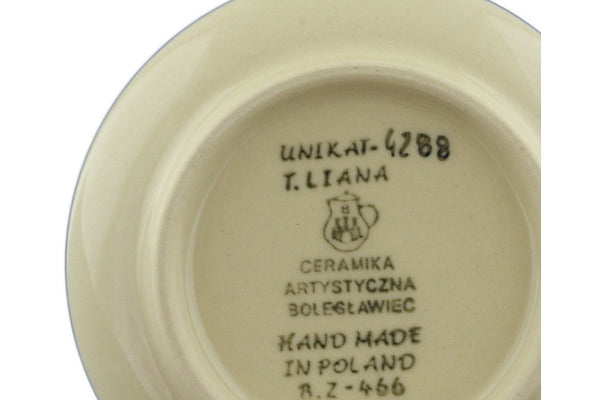 UNIKAT-4288
T.LIANA
CERAMIKA
ARTYSTYCZNA
BOLESŁAWIEC
HAND MADE
IN POLAND
B.Z-466